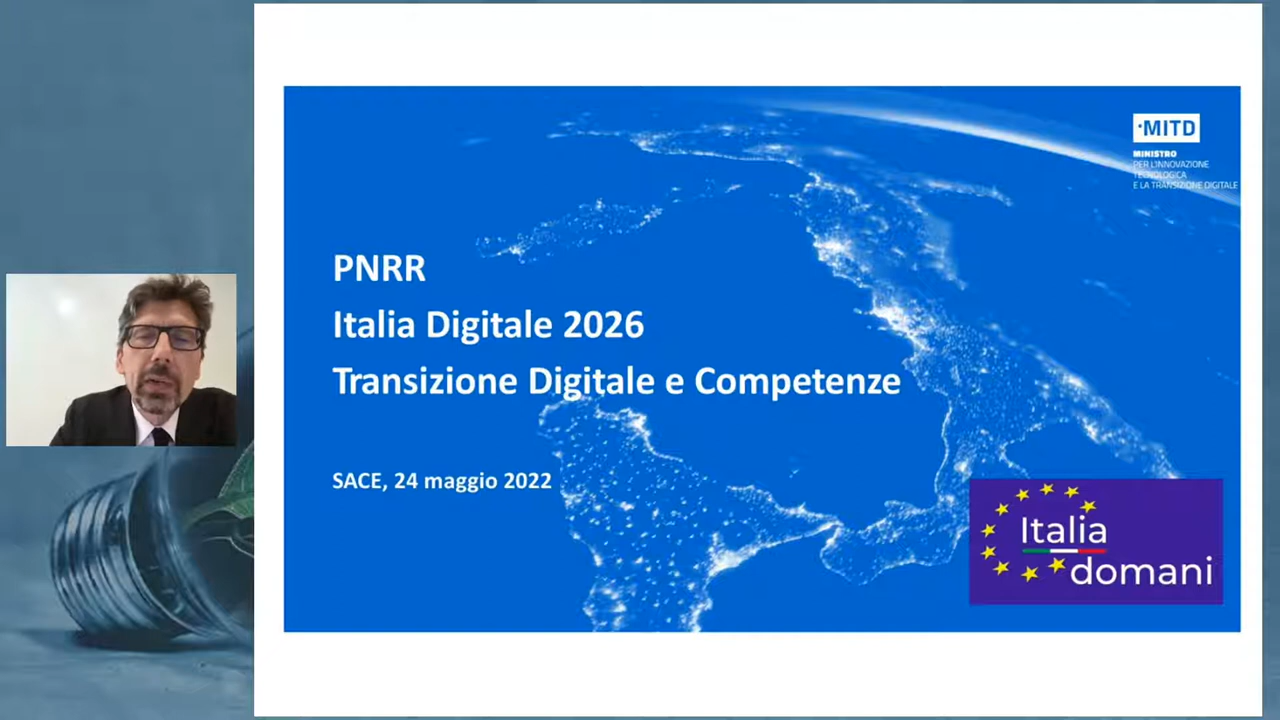 ·MITD
MINISTRO
PER L'INNOVAZIONE
TECNOLOGICA
E LA TRANSIZIONE DIGITALE
PNRR
Italia Digitale 2026
Transizione Digitale e Competenze
SACE, 24 maggio 2022
Italia
domani